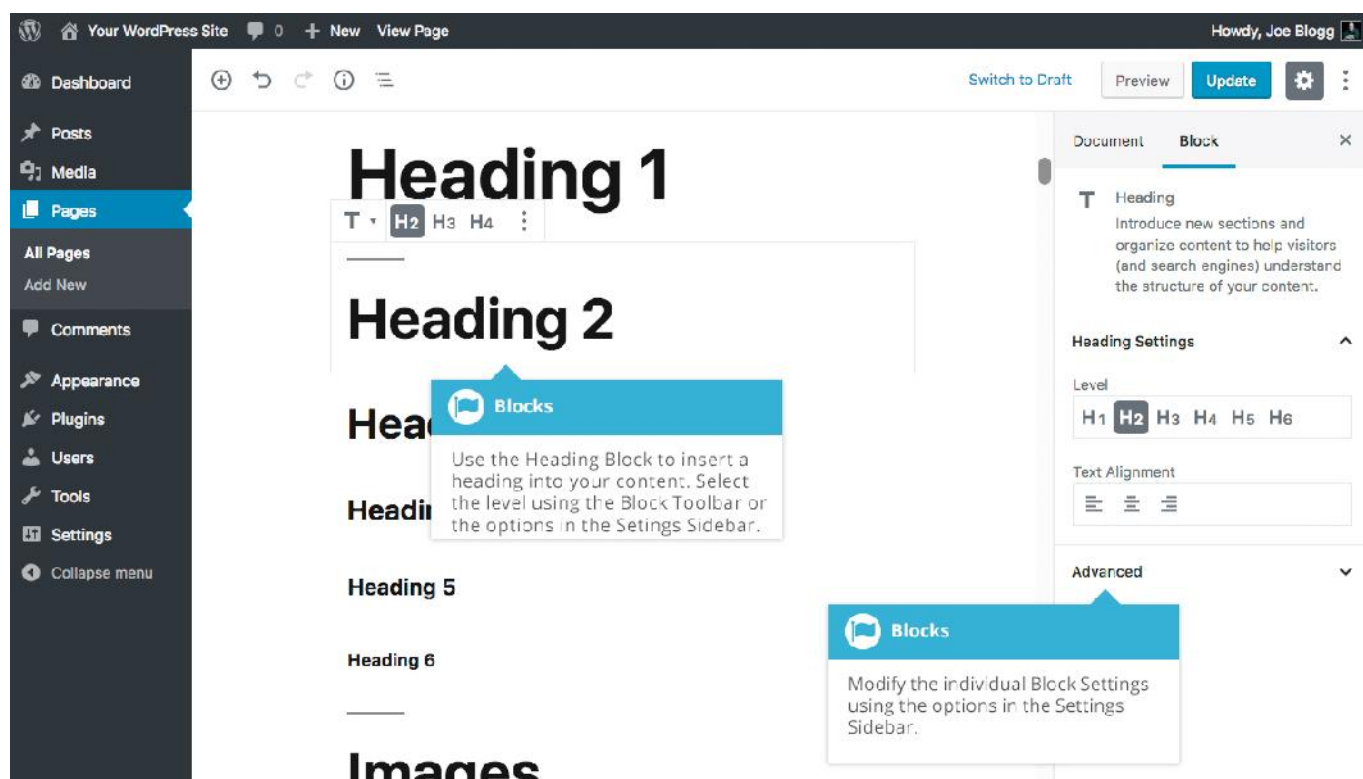 Your WordPress Site 0 + New View Page Howdy, Joe Blogg
Dashboard
Posts
Media
Pages
All Pages
Add New
Comments
Appearance
Plugins
Users
Tools
Settings
Collapse menu
Switch to Draft Preview Update
Heading 1
T H2 H3 H4
Heading 2
Hea
Headin
Heading 5
Heading 6
Images
Blocks
Use the Heading Block to insert a
heading into your content. Select
the level using the Block Toolbar or
the options in the Setings Sidebar.
Document Block ×
T Heading
Introduce new sections and
organize content to help visitors
(and search engines) understand
the structure of your content.
Heading Settings
Level
H1 H2 H3 H4 H5 H6
Text Alignment
Advanced
Blocks
Modify the individual Block Settings
using the options in the Settings
Sidebar.